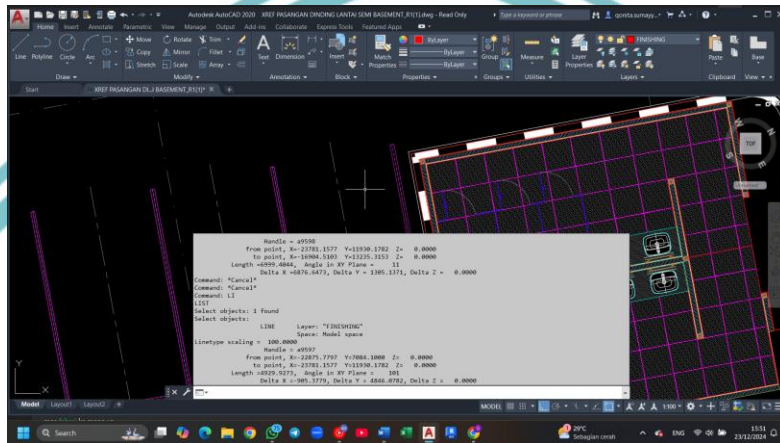 Autodesk AutoCAD 2020 XREF PASANGAN DINDING LANTAI SEMI BASEMENT_R1(1).dwg - Read Only
Type a keyword or phrase
qonita.sumayy...
Home Insert Annotate Parametric View Manage Output Add-ins Collaborate Express Tools Featured Apps
Line Polyline Circle Arc
Move Rotate Trim
Copy Mirror Fillet
Stretch Scale Array
Text Dimension
Insert
Match Properties
ByLayer
ByLayer
ByLayer
Group
Measure
Layer Properties
FINISHING
Paste
Base
Draw Modify Annotation Block Properties Groups Utilities Layers Clipboard View
Start
TOP
W
N
S
Handle = a9598
from point, X=-23781.1577 Y=11930.1782 Z= 0.0000
to point, X=-16904.5103 Y=13235.3153 Z= 0.0000
Length =6999.4044, Angle in XY Plane = 11
Delta X =6876.6473, Delta Y = 1305.1371, Delta Z = 0.0000
Command: *Cancel*
Command: *Cancel*
Command: LI
LIST
Select objects: 1 found
Select objects:
LINE Layer: "FINISHING"
Space: Model space
Linetype scaling = 100.0000
Handle = a9597
from point, X=-22875.7797 Y=7084.1000 Z= 0.0000
to point, X=-23781.1577 Y=11930.1782 Z= 0.0000
Length =4929.9273, Angle in XY Plane = 101
Delta X =-905.3779, Delta Y = 4846.0782, Delta Z = 0.0000
Y
X
Model Layout1 Layout2
MODEL
1:100
Search
29°C
Sebagian cerah
ENG
15:51
23/12/2024